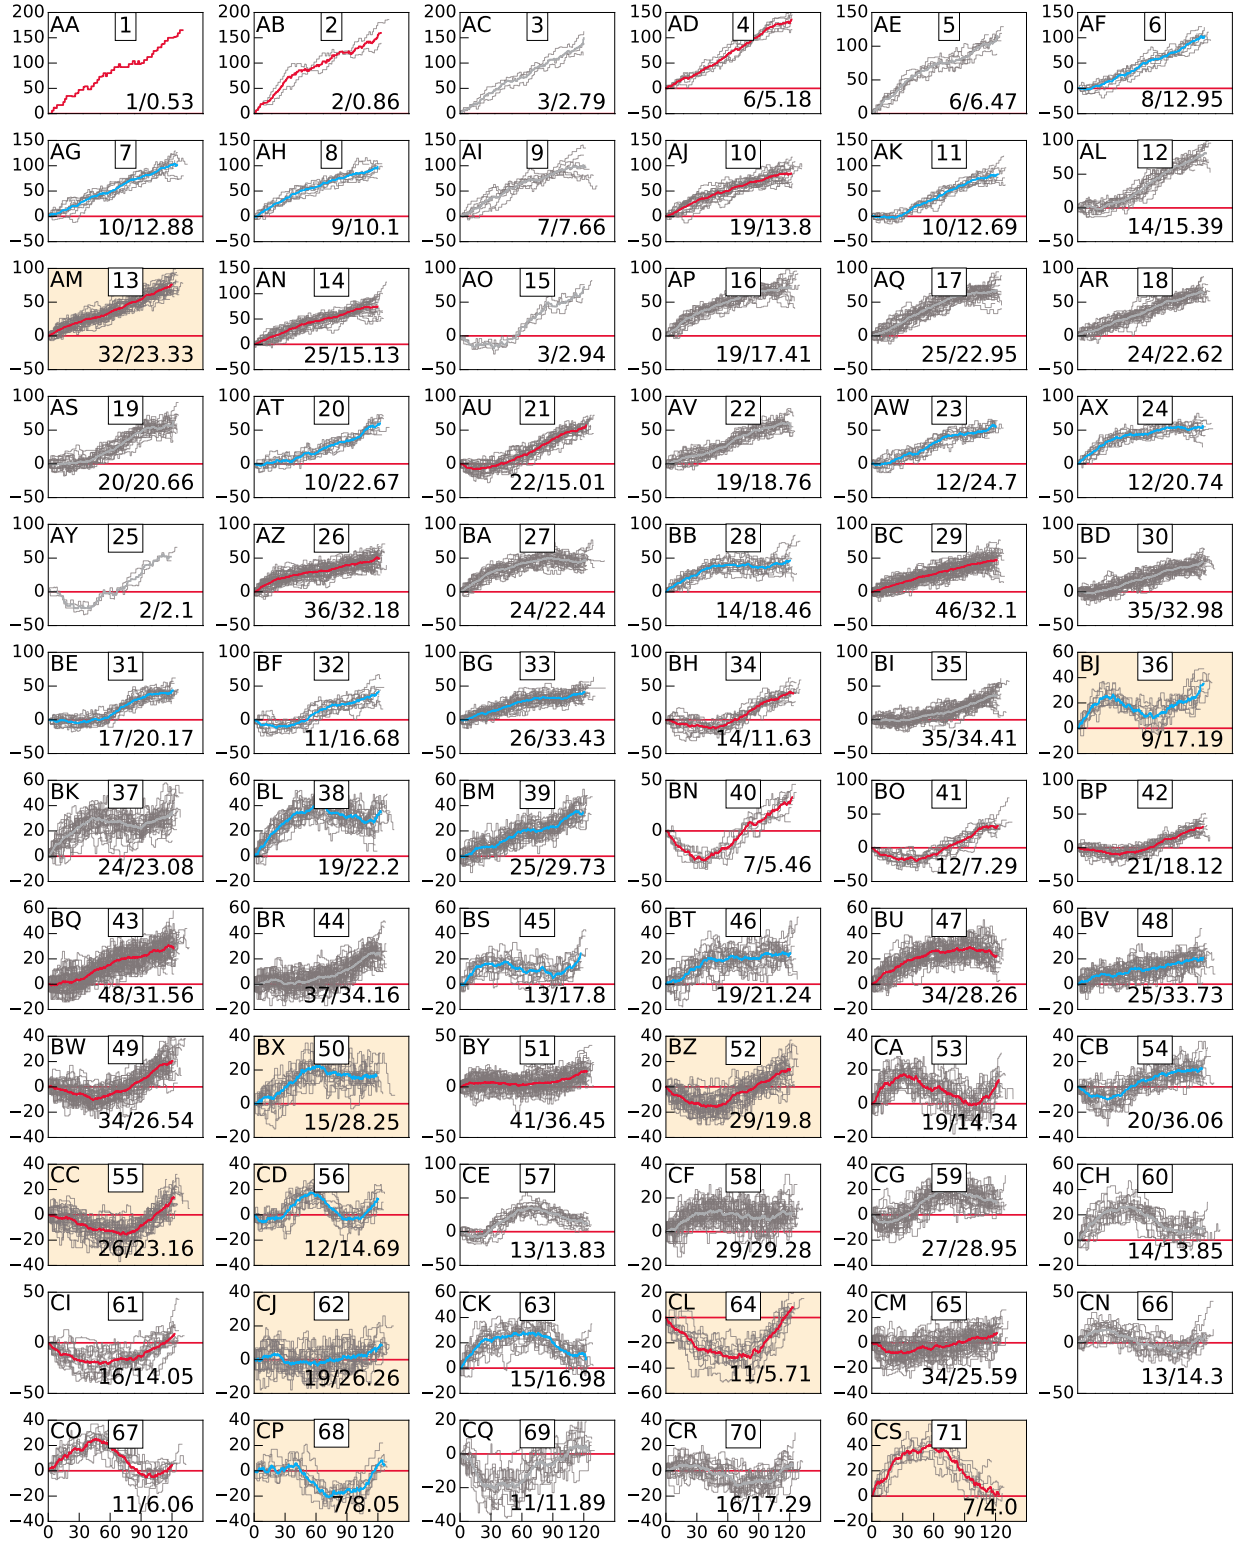 AA 1 1/0.53
AB 2 2/0.86
AC 3 3/2.79
AD 4 6/5.18
AE 5 6/6.47
AF 6 8/12.95
200 150 100 50 0
200 150 100 50 0
200 150 100 50 0
150 100 50 0 −50
150 100 50 0
150 100 50 0 −50
AG 7 10/12.88
AH 8 9/10.1
AI 9 7/7.66
AJ 10 19/13.8
AK 11 10/12.69
AL 12 14/15.39
150 100 50 0 −50
150 100 50 0 −50
150 100 50 0 −50
150 100 50 0 −50
150 100 50 0 −50
100 50 0 −50
AM 13 32/23.33
AN 14 25/15.13
AO 15 3/2.94
AP 16 19/17.41
AQ 17 25/22.95
AR 18 24/22.62
100 50 0 −50
150 100 50 0 −50
100 50 0 −50
100 50 0 −50
100 50 0 −50
100 50 0 −50
AS 19 20/20.66
AT 20 10/22.67
AU 21 22/15.01
AV 22 19/18.76
AW 23 12/24.7
AX 24 12/20.74
100 50 0 −50
100 50 0 −50
100 50 0 −50
100 50 0 −50
100 50 0 −50
100 50 0 −50
AY 25 2/2.1
AZ 26 36/32.18
BA 27 24/22.44
BB 28 14/18.46
BC 29 46/32.1
BD 30 35/32.98
100 50 0 −50
100 50 0 −50
100 50 0 −50
100 50 0 −50
100 50 0 −50
100 50 0 −50
BE 31 17/20.17
BF 32 11/16.68
BG 33 26/33.43
BH 34 14/11.63
BI 35 35/34.41
BJ 36 9/17.19
100 50 0 −50
100 50 0 −50
100 50 0 −50
100 50 0 −50
100 50 0 −50
60 40 20 0 −20
BK 37 24/23.08
BL 38 19/22.2
BM 39 25/29.73
BN 40 7/5.46
BO 41 12/7.29
BP 42 21/18.12
60 40 20 0 −20
60 40 20 0 −20
60 40 20 0 −20
50 0 −50
100 50 0 −50
100 50 0 −50
BQ 43 48/31.56
BR 44 37/34.16
BS 45 13/17.8
BT 46 19/21.24
BU 47 34/28.26
BV 48 25/33.73
60 40 20 0 −20
60 40 20 0 −20
60 40 20 0 −20
60 40 20 0 −20
60 40 20 0 −20
60 40 20 0 −20
BW 49 34/26.54
BX 50 15/28.25
BY 51 41/36.45
BZ 52 29/19.8
CA 53 19/14.34
CB 54 20/36.06
40 20 0 −20 −40
40 20 0 −20
50 0 −50
40 20 0 −20 −40
40 20 0 −20
40 20 0 −20 −40
CC 55 26/23.16
CD 56 12/14.69
CE 57 13/13.83
CF 58 29/29.28
CG 59 27/28.95
CH 60 14/13.85
40 20 0 −20 −40
40 20 0 −20
100 50 0 −50
40 20 0 −20
40 20 0 −20 −40
60 40 20 0 −20
CI 61 16/14.05
CJ 62 19/26.26
CK 63 15/16.98
CL 64 11/5.71
CM 65 34/25.59
CN 66 13/14.3
50 0 −50
40 20 0 −20
60 40 20 0 −20
20 0 −20 −40 −60
40 20 0 −20 −40
50 0 −50
CO 67 11/6.06
CP 68 7/8.05
CQ 69 11/11.89
CR 70 16/17.29
CS 71 7/4.0
40 20 0 −20 −40
40 20 0 −20 −40
20 0 −20 −40
40 20 0 −20 −40
60 40 20 0 −20
0 30 60 90 120
0 30 60 90 120
0 30 60 90 120
0 30 60 90 120
0 30 60 90 120